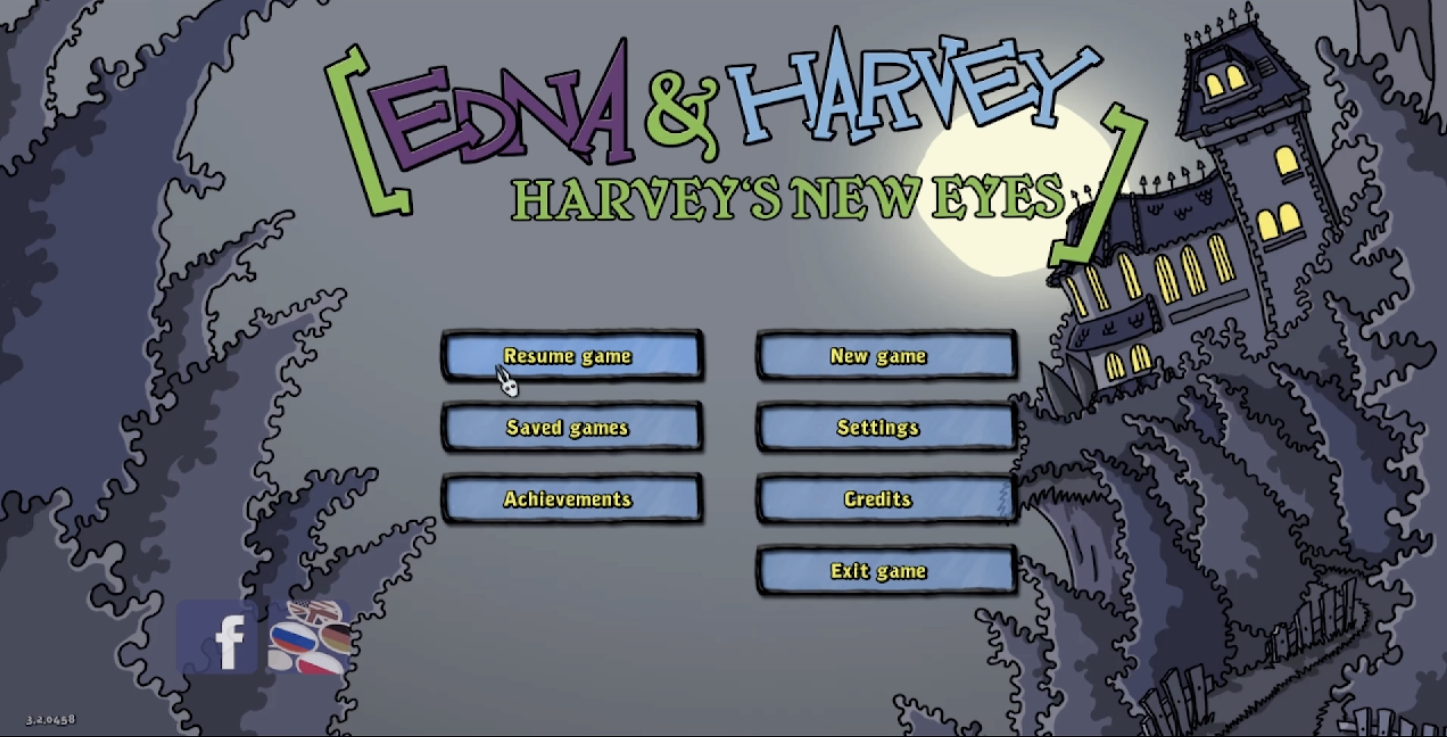 [EDNA & HARVEY
HARVEY'S NEW EYES]
Resume game
New game
Saved games
Settings
Achievements
Credits
Exit game
f
3.2.0458